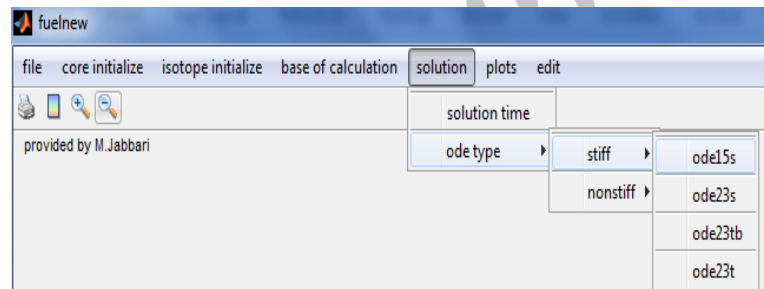 fuelnew
file core initialize isotope initialize base of calculation solution plots edit
solution time
provided by M.Jabbari
ode type stiff ode15s
nonstiff ode23s
ode23tb
ode23t